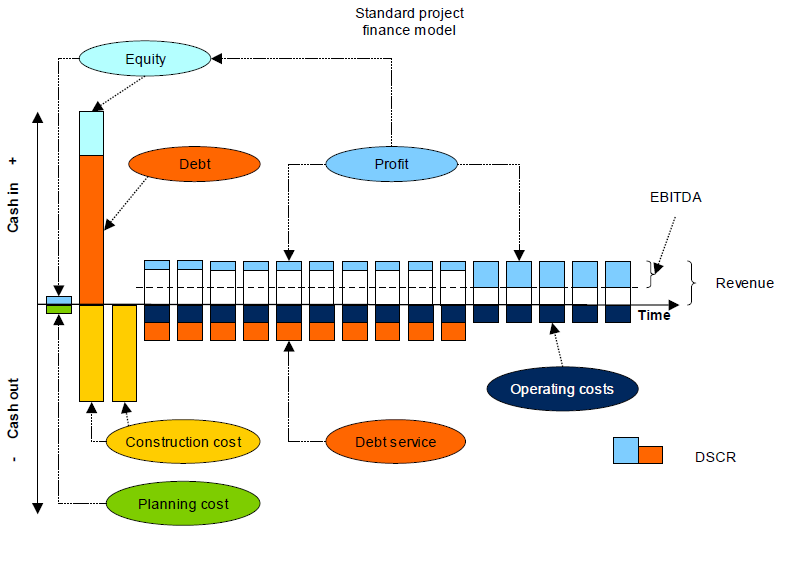 Standard project
finance model
Equity
Debt
Profit
EBITDA
Revenue
Cash in +
Time
- Cash out
Operating costs
Construction cost
Debt service
DSCR
Planning cost